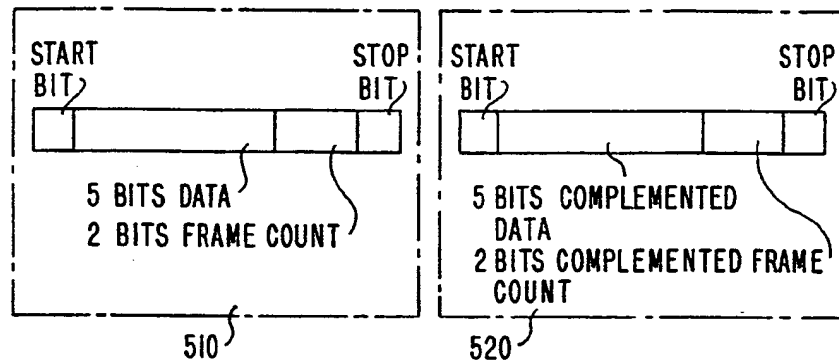 START
BIT
STOP
BIT
5 BITS DATA
2 BITS FRAME COUNT
510
START
BIT
STOP
BIT
5 BITS COMPLEMENTED
DATA
2 BITS COMPLEMENTED FRAME
COUNT
520